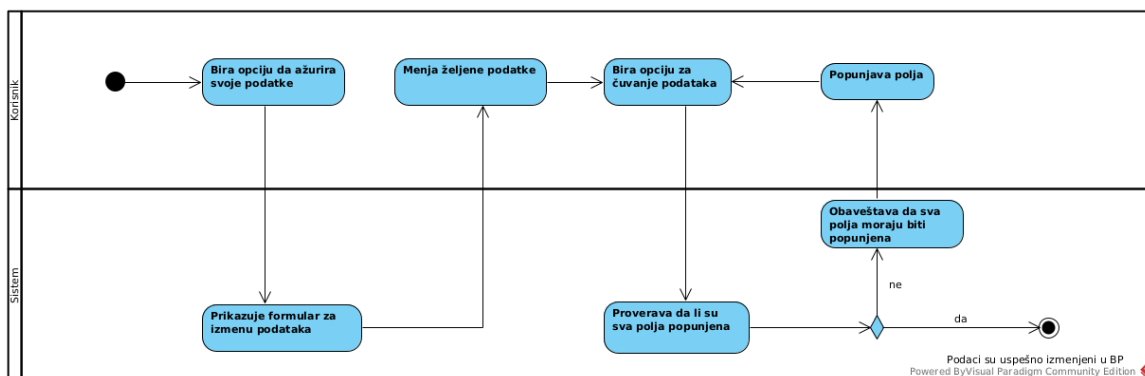 Korisnik
Bira opciju da ažurira
svoje podatke
Menja željene podatke
Bira opciju za
čuvanje podataka
Popunjava polja
Sistem
Prikazuje formular za
izmenu podataka
Proverava da li su
sva polja popunjena
Obaveštava da sva
polja moraju biti
popunjena
ne
da
Podaci su uspešno izmenjeni u BP
Powered ByVisual Paradigm Community Edition